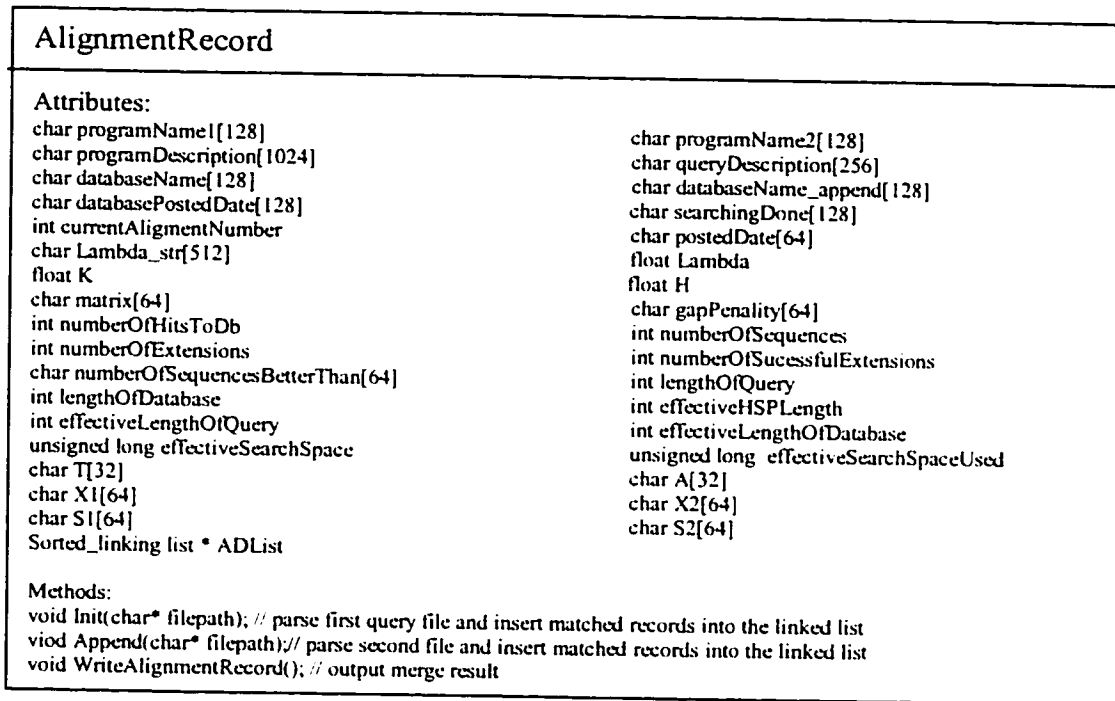 AlignmentRecord
Attributes:
char programName1[128]
char programDescription[1024]
char databaseName[128]
char databasePostedDate[128]
int currentAligmentNumber
char Lambda_str[512]
float K
char matrix[64]
int numberOfHitsToDb
int numberOfExtensions
char numberOfSequencesBetterThan[64]
int lengthOfDatabase
int effectiveLengthOfQuery
unsigned long effectiveSearchSpace
char T[32]
char X1[64]
char S1[64]
Sorted_linking list * ADList
char programName2[128]
char queryDescription[256]
char databaseName_append[128]
char searchingDone[128]
char postedDate[64]
float Lambda
float H
char gapPenality[64]
int numberOfSequences
int numberOfSucessfulExtensions
int lengthOfQuery
int effectiveHSPLength
int effectiveLengthOfDatabase
unsigned long effectiveSearchSpaceUsed
char A[32]
char X2[64]
char S2[64]
Methods:
void Init(char* filepath); // parse first query file and insert matched records into the linked list
viod Append(char* filepath);// parse second file and insert matched records into the linked list
void WriteAlignmentRecord(); // output merge result